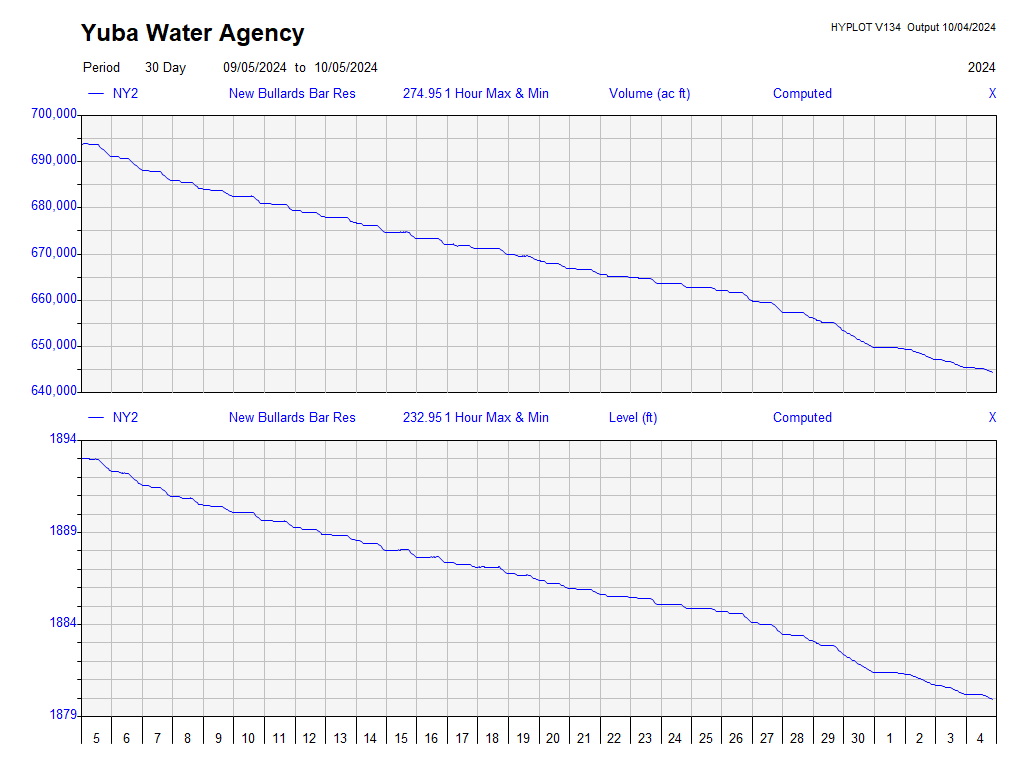 Yuba Water Agency
HYPLOT V134 Output 10/04/2024
Period 30 Day 09/05/2024 to 10/05/2024 2024
NY2 New Bullards Bar Res 274.95 1 Hour Max & Min Volume (ac ft) Computed X
700,000
690,000
680,000
670,000
660,000
650,000
640,000
NY2 New Bullards Bar Res 232.95 1 Hour Max & Min Level (ft) Computed X
1894
1889
1884
1879
5 6 7 8 9 10 11 12 13 14 15 16 17 18 19 20 21 22 23 24 25 26 27 28 29 30 1 2 3 4